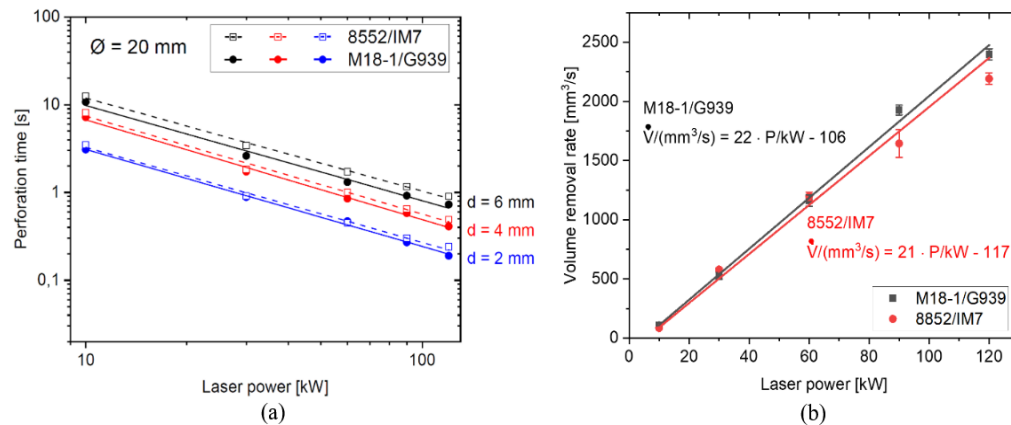 100
10
1
0,1
10
100
Perforation time [s]
Laser power [kW]
Ø = 20 mm
8552/IM7
M18-1/G939
d = 6 mm
d = 4 mm
d = 2 mm
(a)
2500
2000
1500
1000
500
0
0 20 40 60 80 100 120
Volume removal rate [mm³/s]
Laser power [kW]
M18-1/G939
V̇/(mm³/s) = 22 · P/kW - 106
8552/IM7
V̇/(mm³/s) = 21 · P/kW - 117
M18-1/G939
8852/IM7
(b)